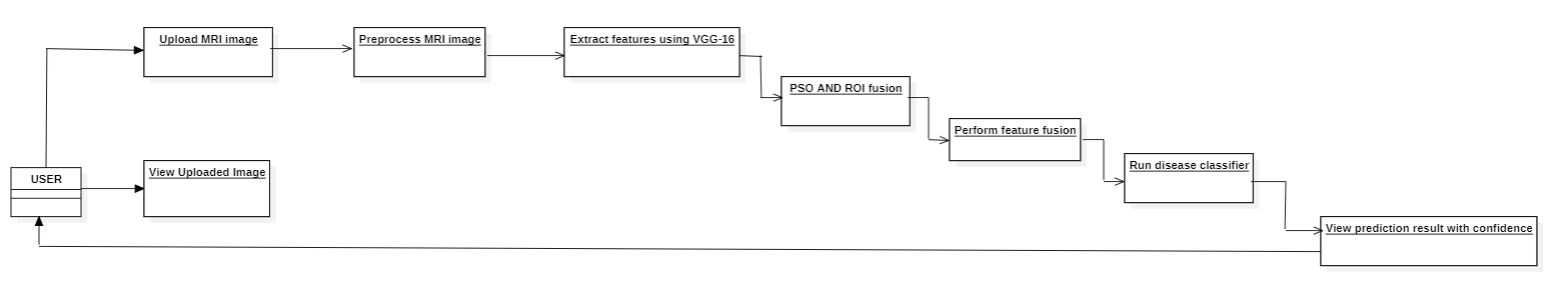 Upload MRI image
Preprocess MRI image
Extract features using VGG-16
PSO AND ROI fusion
Perform feature fusion
Run disease classifier
USER
View Uploaded Image
View prediction result with confidence